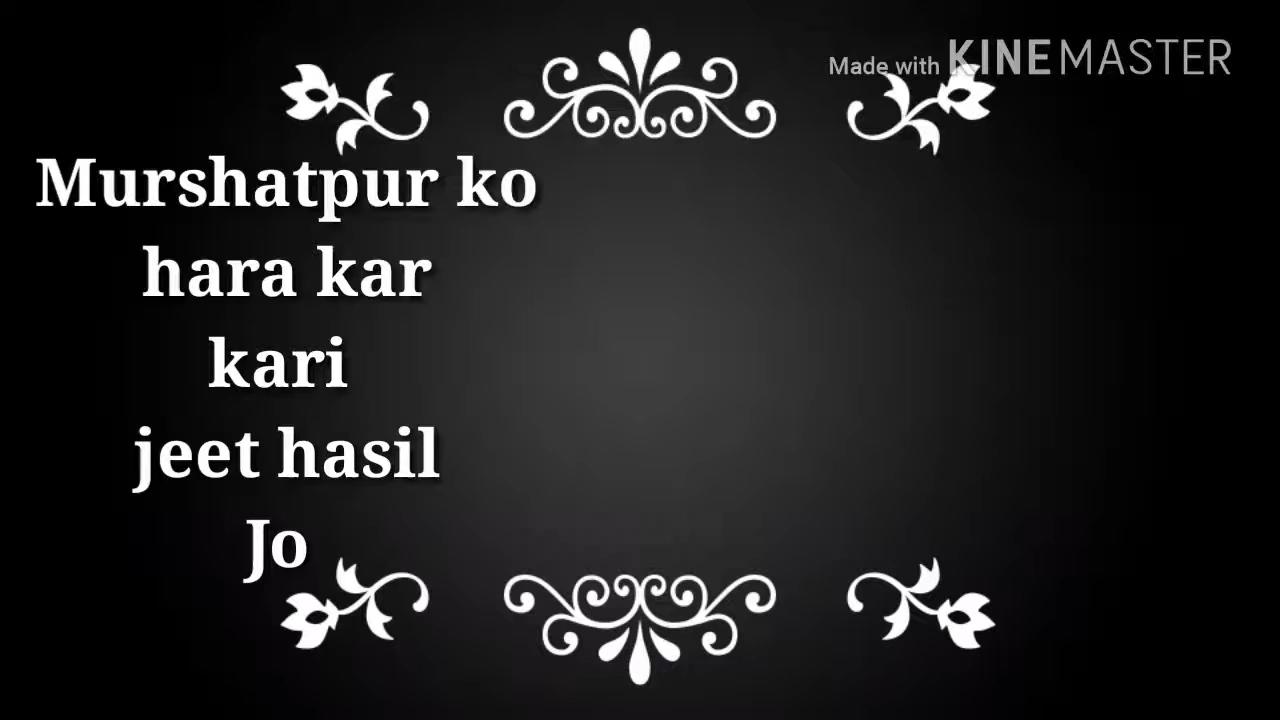 Made with KINEMASTER
Murshatpur ko
hara kar
kari
jeet hasil
Jo